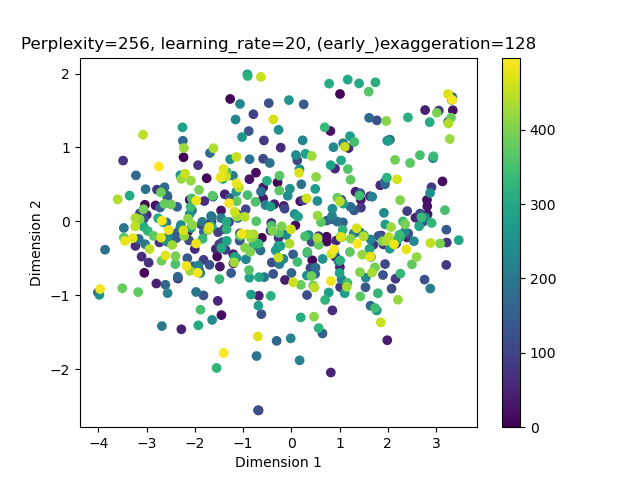 Perplexity=256, learning_rate=20, (early_)exaggeration=128
2
1
0
−1
−2
Dimension 2
−4 −3 −2 −1 0 1 2 3
Dimension 1
400
300
200
100
0